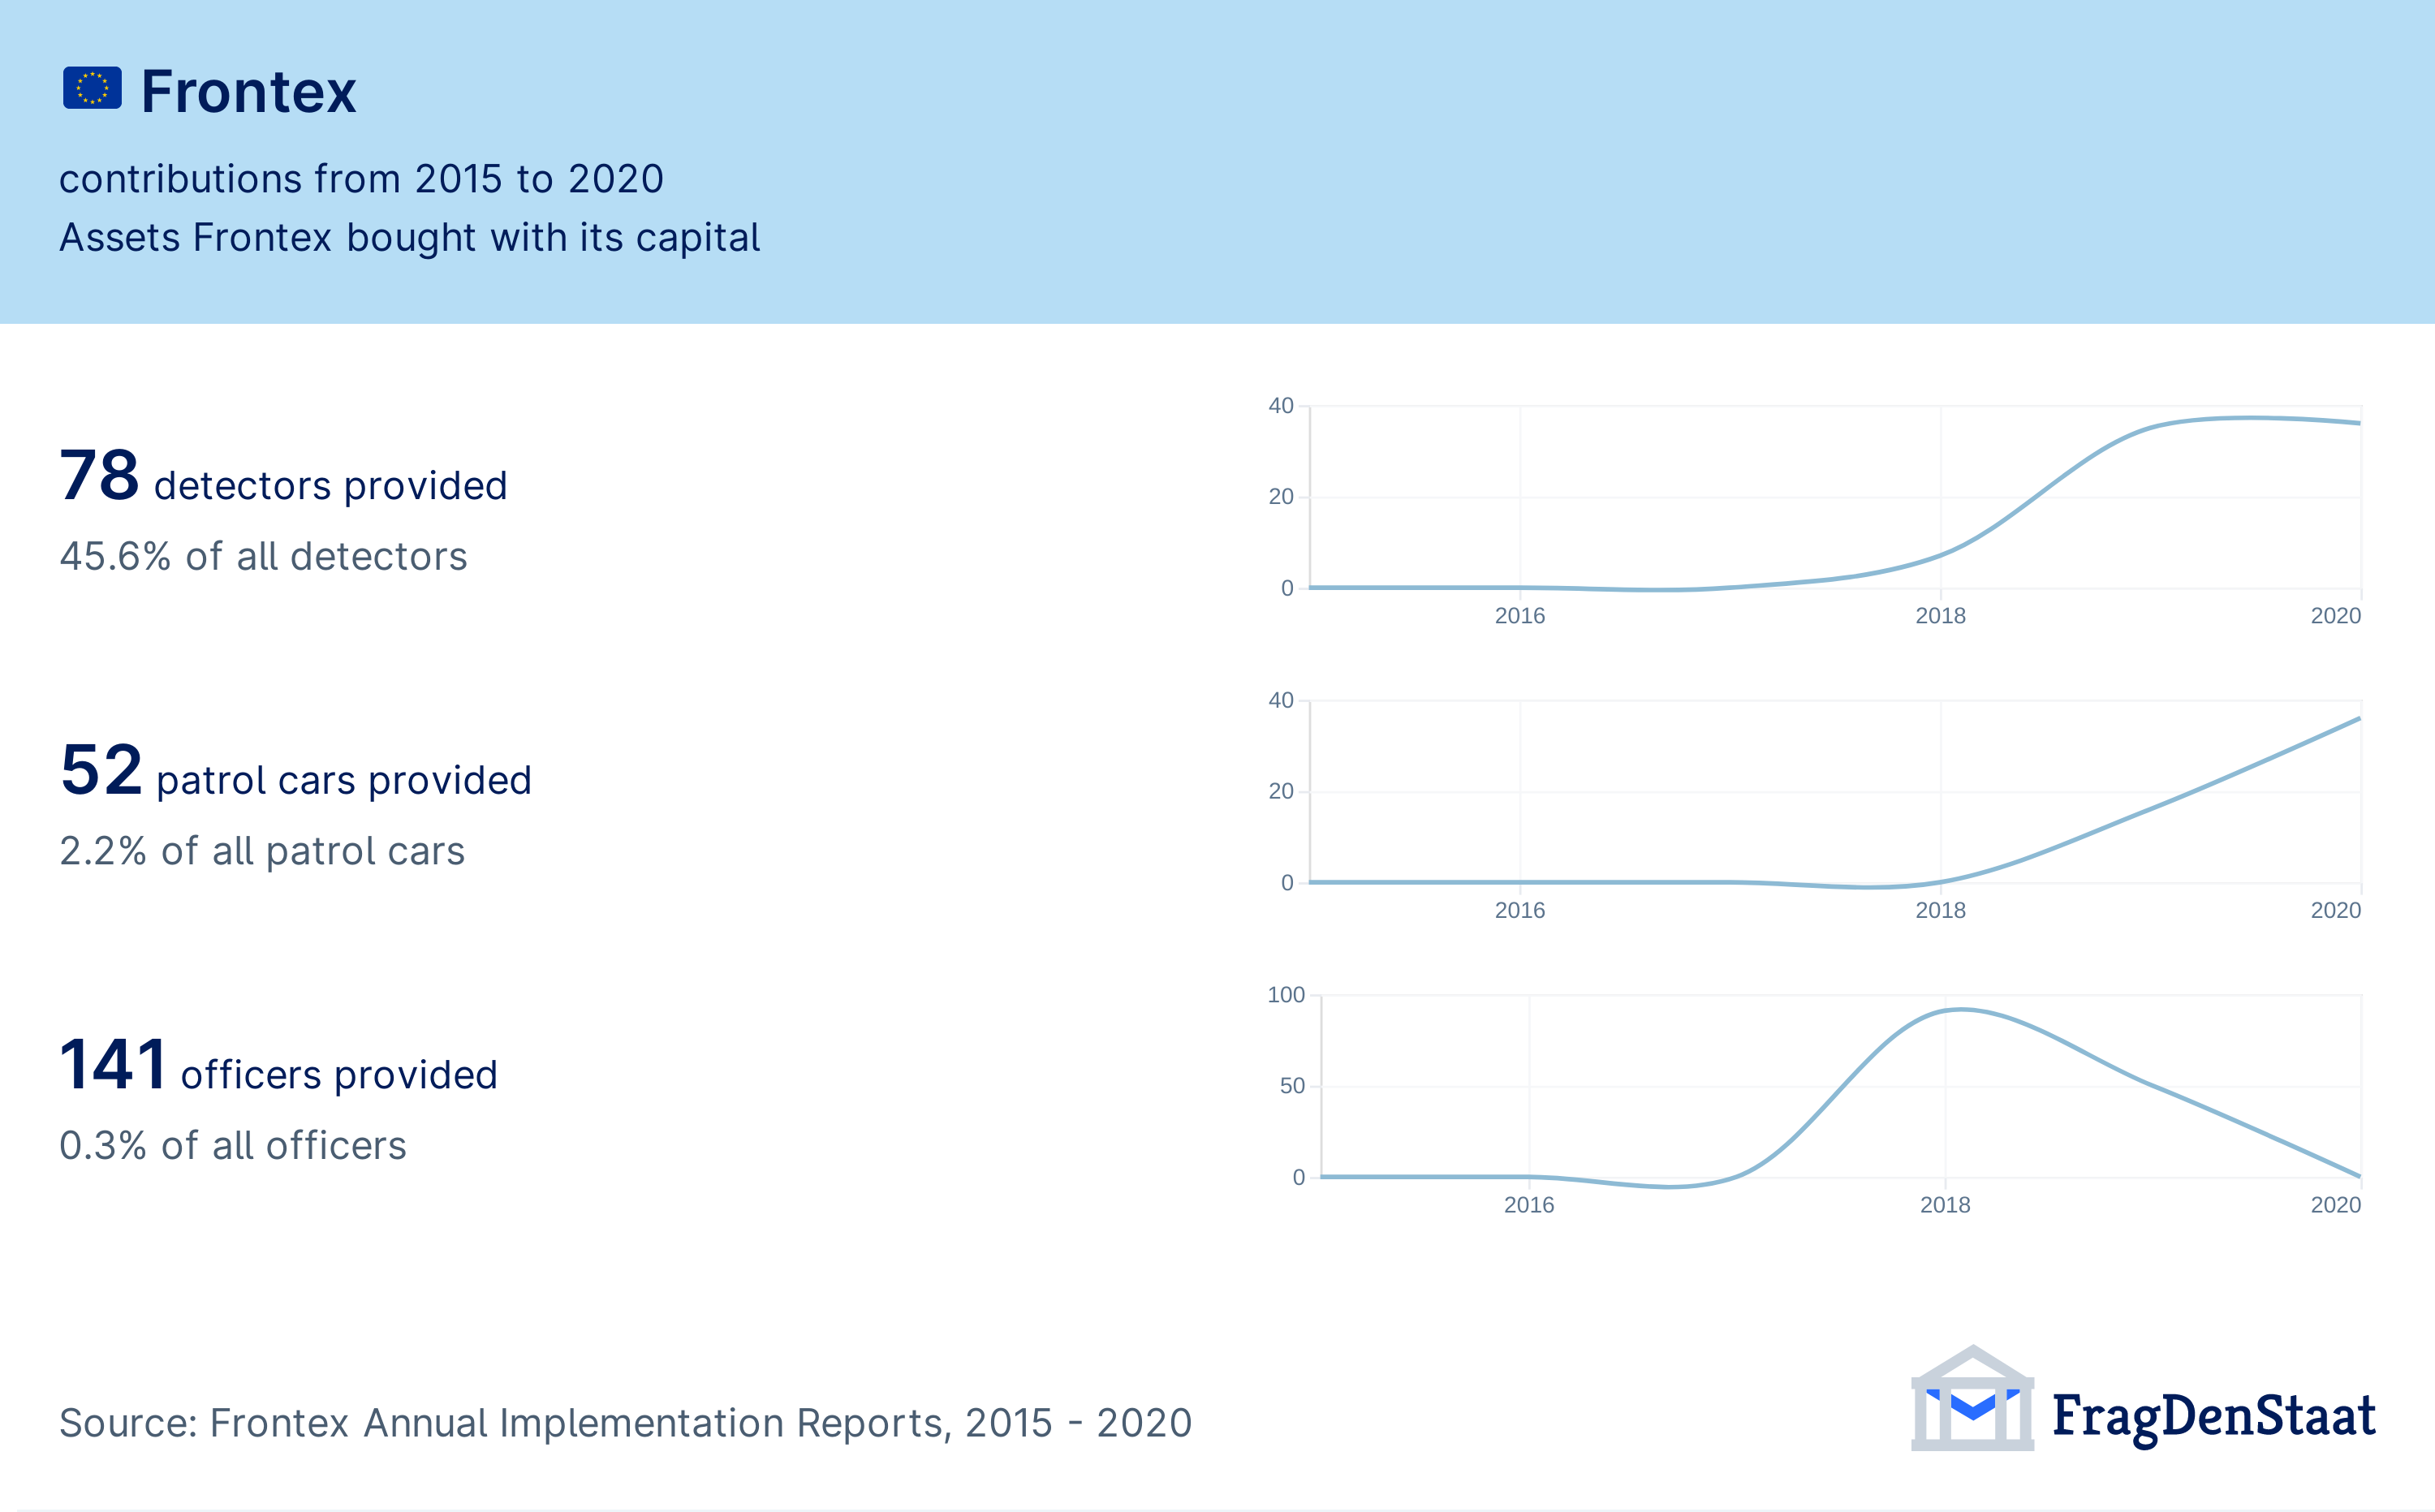 Frontex
contributions from 2015 to 2020
Assets Frontex bought with its capital
78 detectors provided
45.6% of all detectors
40
20
0
2016 2018 2020
52 patrol cars provided
2.2% of all patrol cars
40
20
0
2016 2018 2020
141 officers provided
0.3% of all officers
100
50
0
2016 2018 2020
Source: Frontex Annual Implementation Reports, 2015 - 2020
FragDenStaat